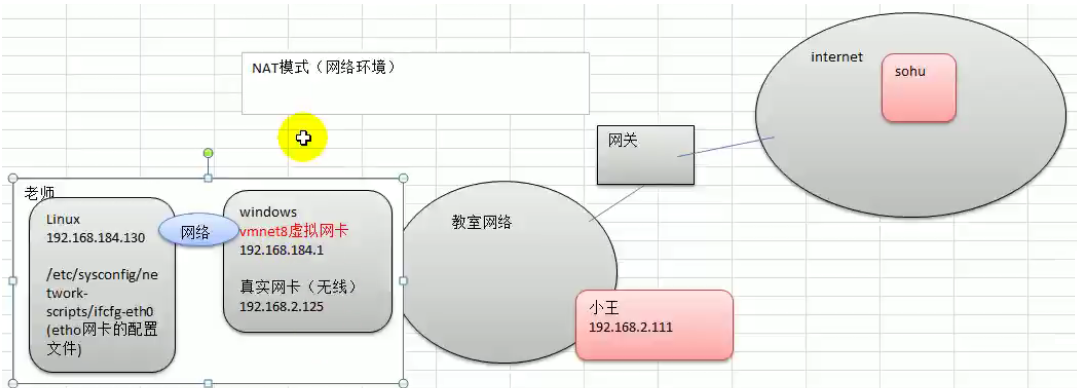 NAT模式（网络环境）
internet
sohu
网关
老师
Linux
192.168.184.130
/etc/sysconfig/ne
twork-
scripts/ifcfg-eth0
(etho网卡的配置
文件)
网络
windows
vmnet8虚拟网卡
192.168.184.1
真实网卡（无线）
192.168.2.125
教室网络
小王
192.168.2.111